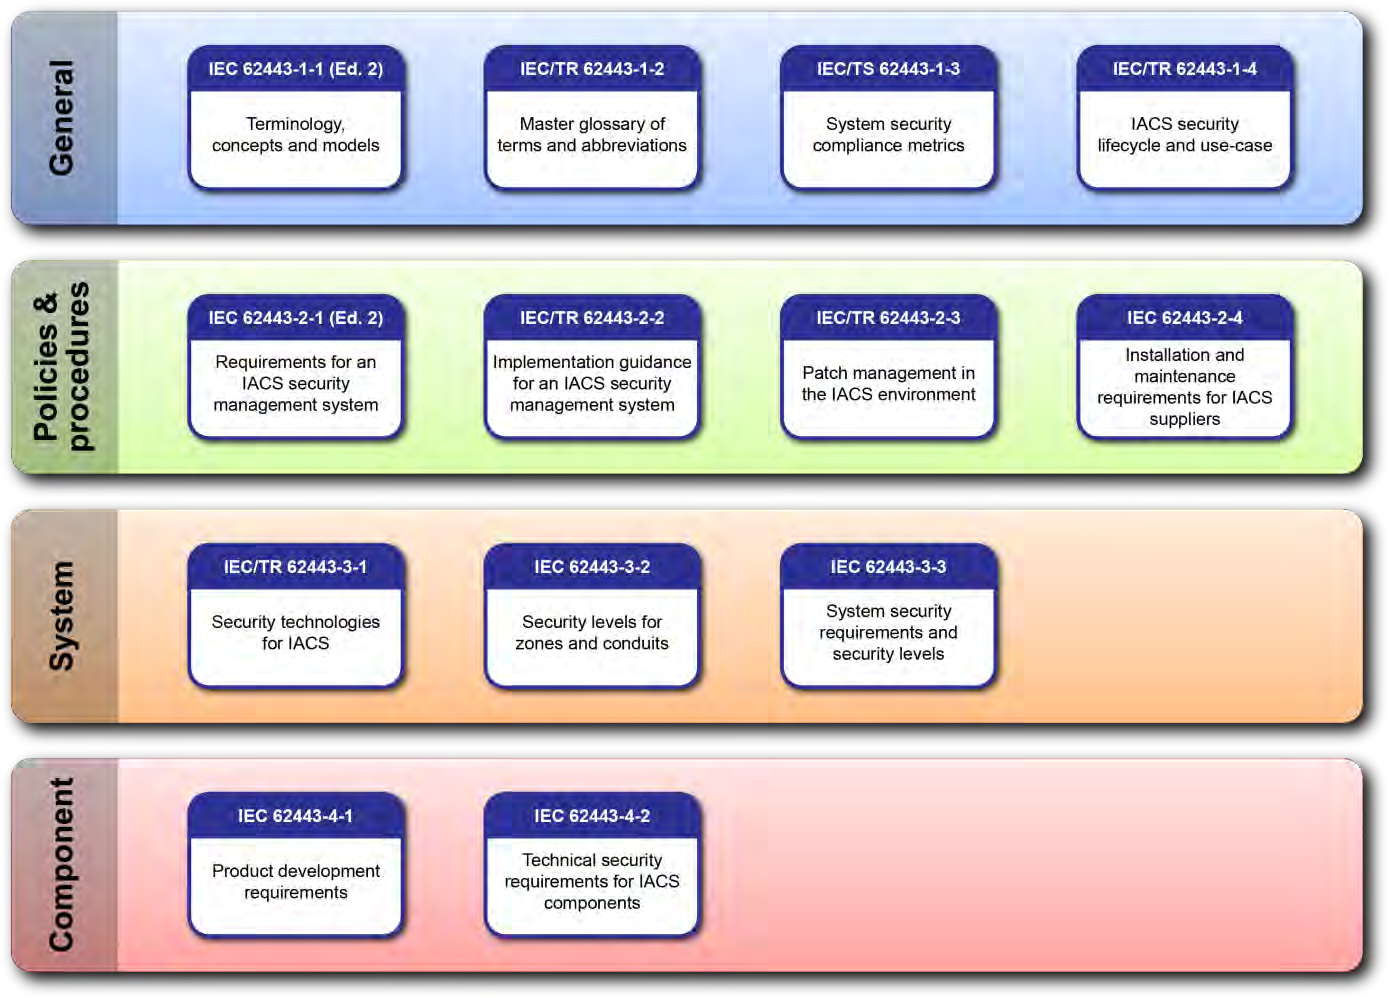 General
IEC 62443-1-1 (Ed. 2)
Terminology,
concepts and models
IEC/TR 62443-1-2
Master glossary of
terms and abbreviations
IEC/TS 62443-1-3
System security
compliance metrics
IEC/TR 62443-1-4
IACS security
lifecycle and use-case
Policies &
procedures
IEC 62443-2-1 (Ed. 2)
Requirements for an
IACS security
management system
IEC/TR 62443-2-2
Implementation guidance
for an IACS security
management system
IEC/TR 62443-2-3
Patch management in
the IACS environment
IEC 62443-2-4
Installation and
maintenance
requirements for IACS
suppliers
System
IEC/TR 62443-3-1
Security technologies
for IACS
IEC 62443-3-2
Security levels for
zones and conduits
IEC 62443-3-3
System security
requirements and
security levels
Component
IEC 62443-4-1
Product development
requirements
IEC 62443-4-2
Technical security
requirements for IACS
components